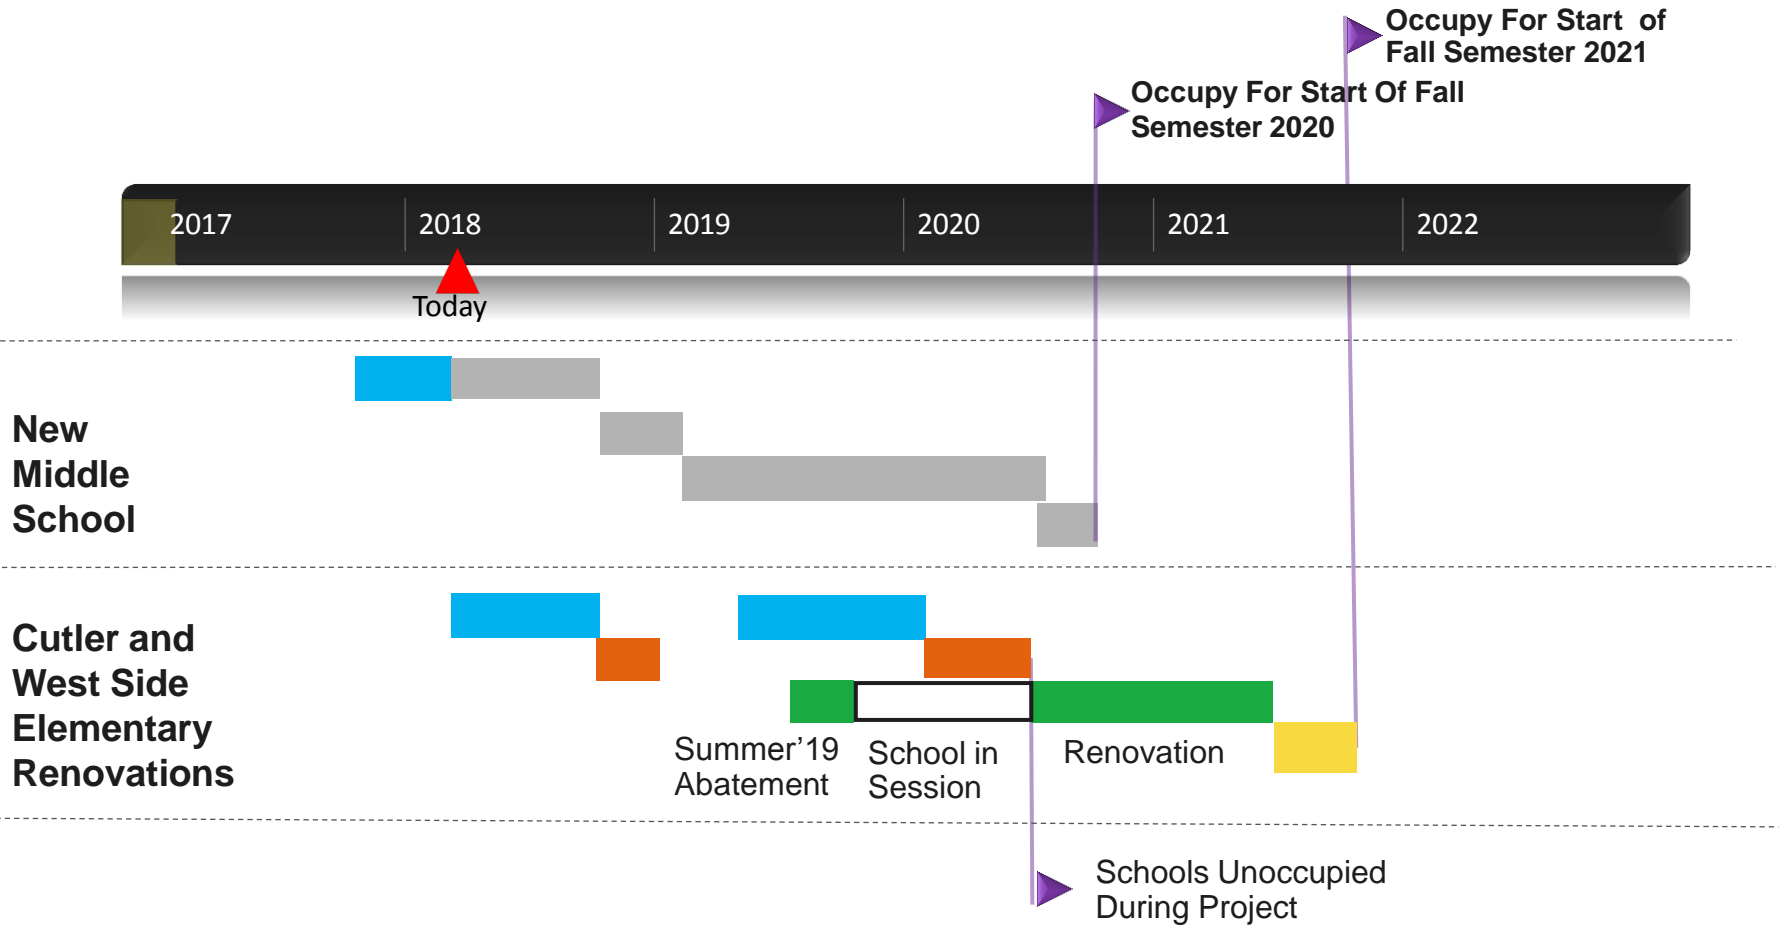 Occupy For Start of
Fall Semester 2021
Occupy For Start Of Fall
Semester 2020
2017
2018
2019
2020
2021
2022
Today
New
Middle
School
Cutler and
West Side
Elementary
Renovations
Summer'19
Abatement
School in
Session
Renovation
Schools Unoccupied
During Project